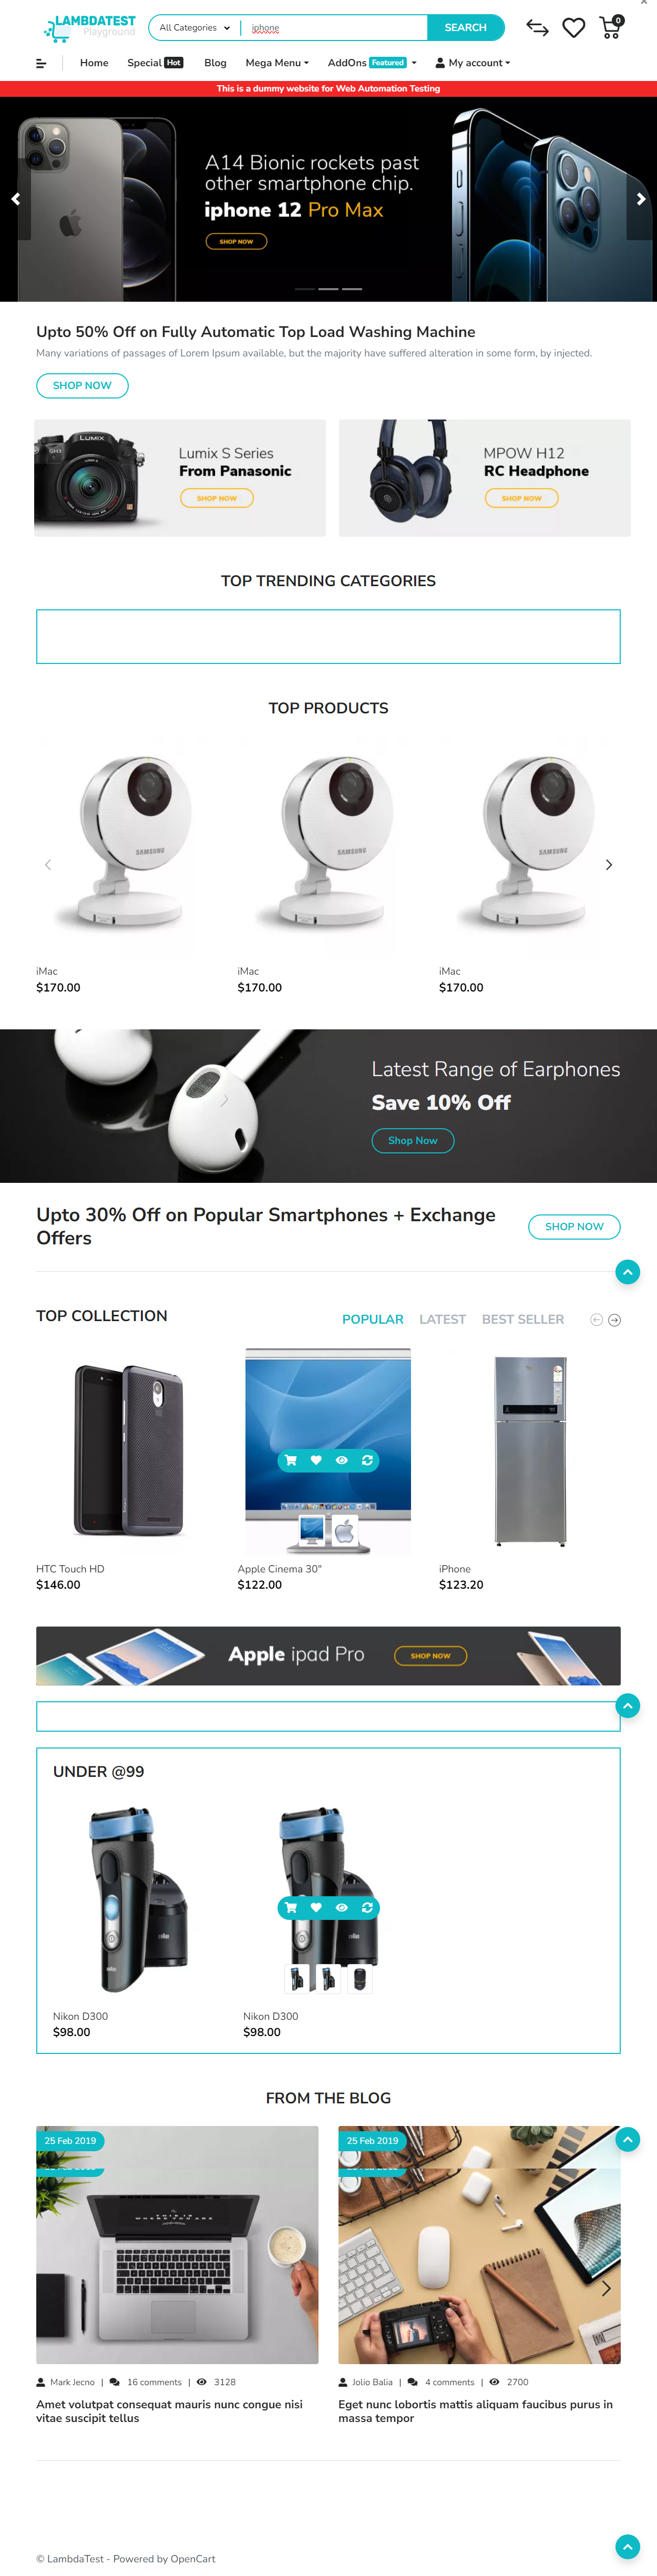 LAMBDATEST
Playground
All Categories
iphone
SEARCH
0
Home
Special Hot
Blog
Mega Menu
AddOns Featured
My account
This is a dummy website for Web Automation Testing
A14 Bionic rockets past
other smartphone chip.
iphone 12 Pro Max
SHOP NOW
Upto 50% Off on Fully Automatic Top Load Washing Machine
Many variations of passages of Lorem Ipsum available, but the majority have suffered alteration in some form, by injected.
SHOP NOW
LUMIX
GH3
Lumix S Series
From Panasonic
SHOP NOW
MPOW H12
RC Headphone
SHOP NOW
TOP TRENDING CATEGORIES
TOP PRODUCTS
SAMSUNG
SAMSUNG
SAMSUNG
iMac
$170.00
iMac
$170.00
iMac
$170.00
Latest Range of Earphones
Save 10% Off
Shop Now
Upto 30% Off on Popular Smartphones + Exchange
Offers
SHOP NOW
TOP COLLECTION
POPULAR
LATEST
BEST SELLER
HTC Touch HD
$146.00
Apple Cinema 30"
$122.00
iPhone
$123.20
Apple ipad Pro
SHOP NOW
UNDER @99
Nikon D300
$98.00
Nikon D300
$98.00
FROM THE BLOG
25 Feb 2019
Mark Jecno | 16 comments | 3128
Amet volutpat consequat mauris nunc congue nisi
vitae suscipit tellus
25 Feb 2019
Jolio Balia | 4 comments | 2700
Eget nunc lobortis mattis aliquam faucibus purus in
massa tempor
© LambdaTest - Powered by OpenCart